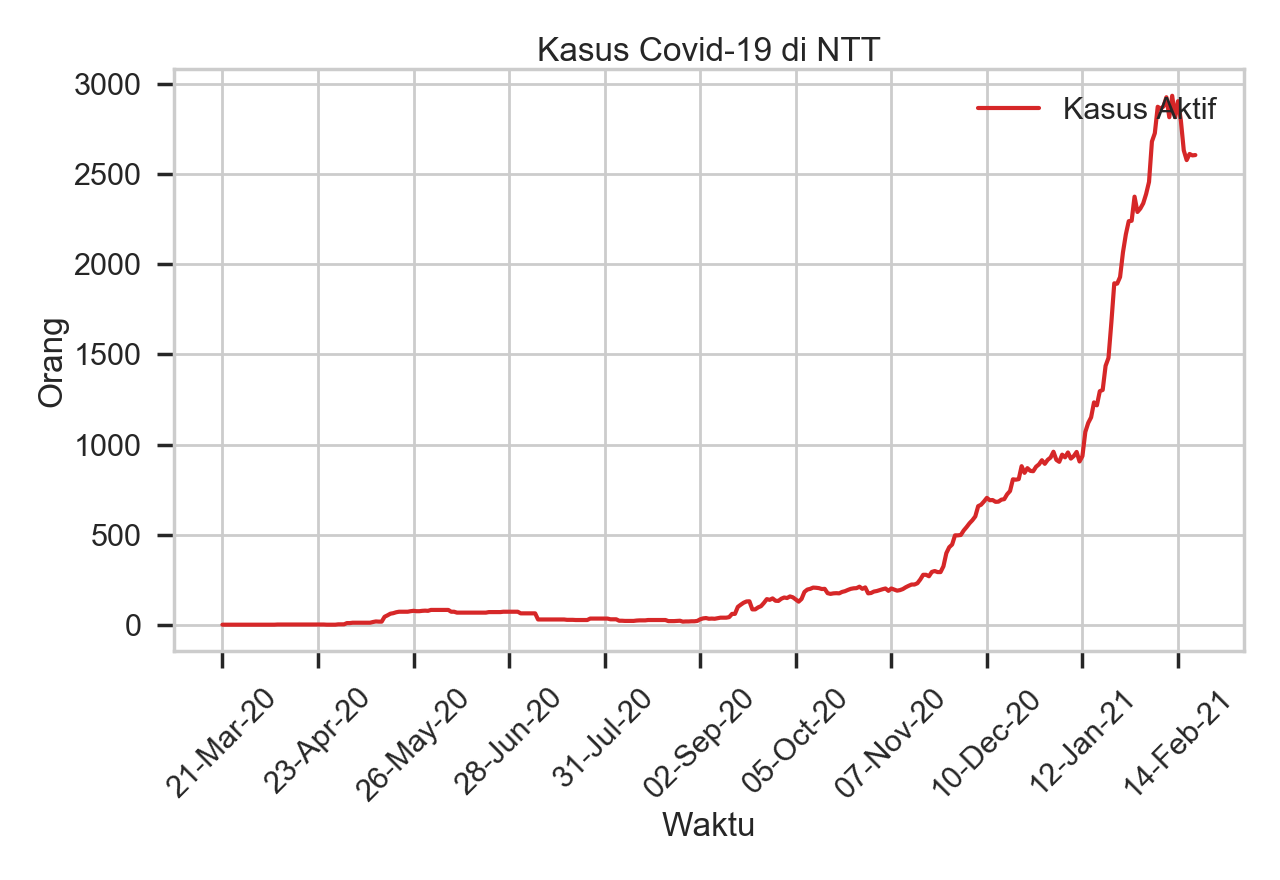 Kasus Covid-19 di NTT
Kasus Aktif
3000
2500
2000
1500
1000
500
0
Orang
21-Mar-20
23-Apr-20
26-May-20
28-Jun-20
31-Jul-20
02-Sep-20
05-Oct-20
07-Nov-20
10-Dec-20
12-Jan-21
14-Feb-21
Waktu